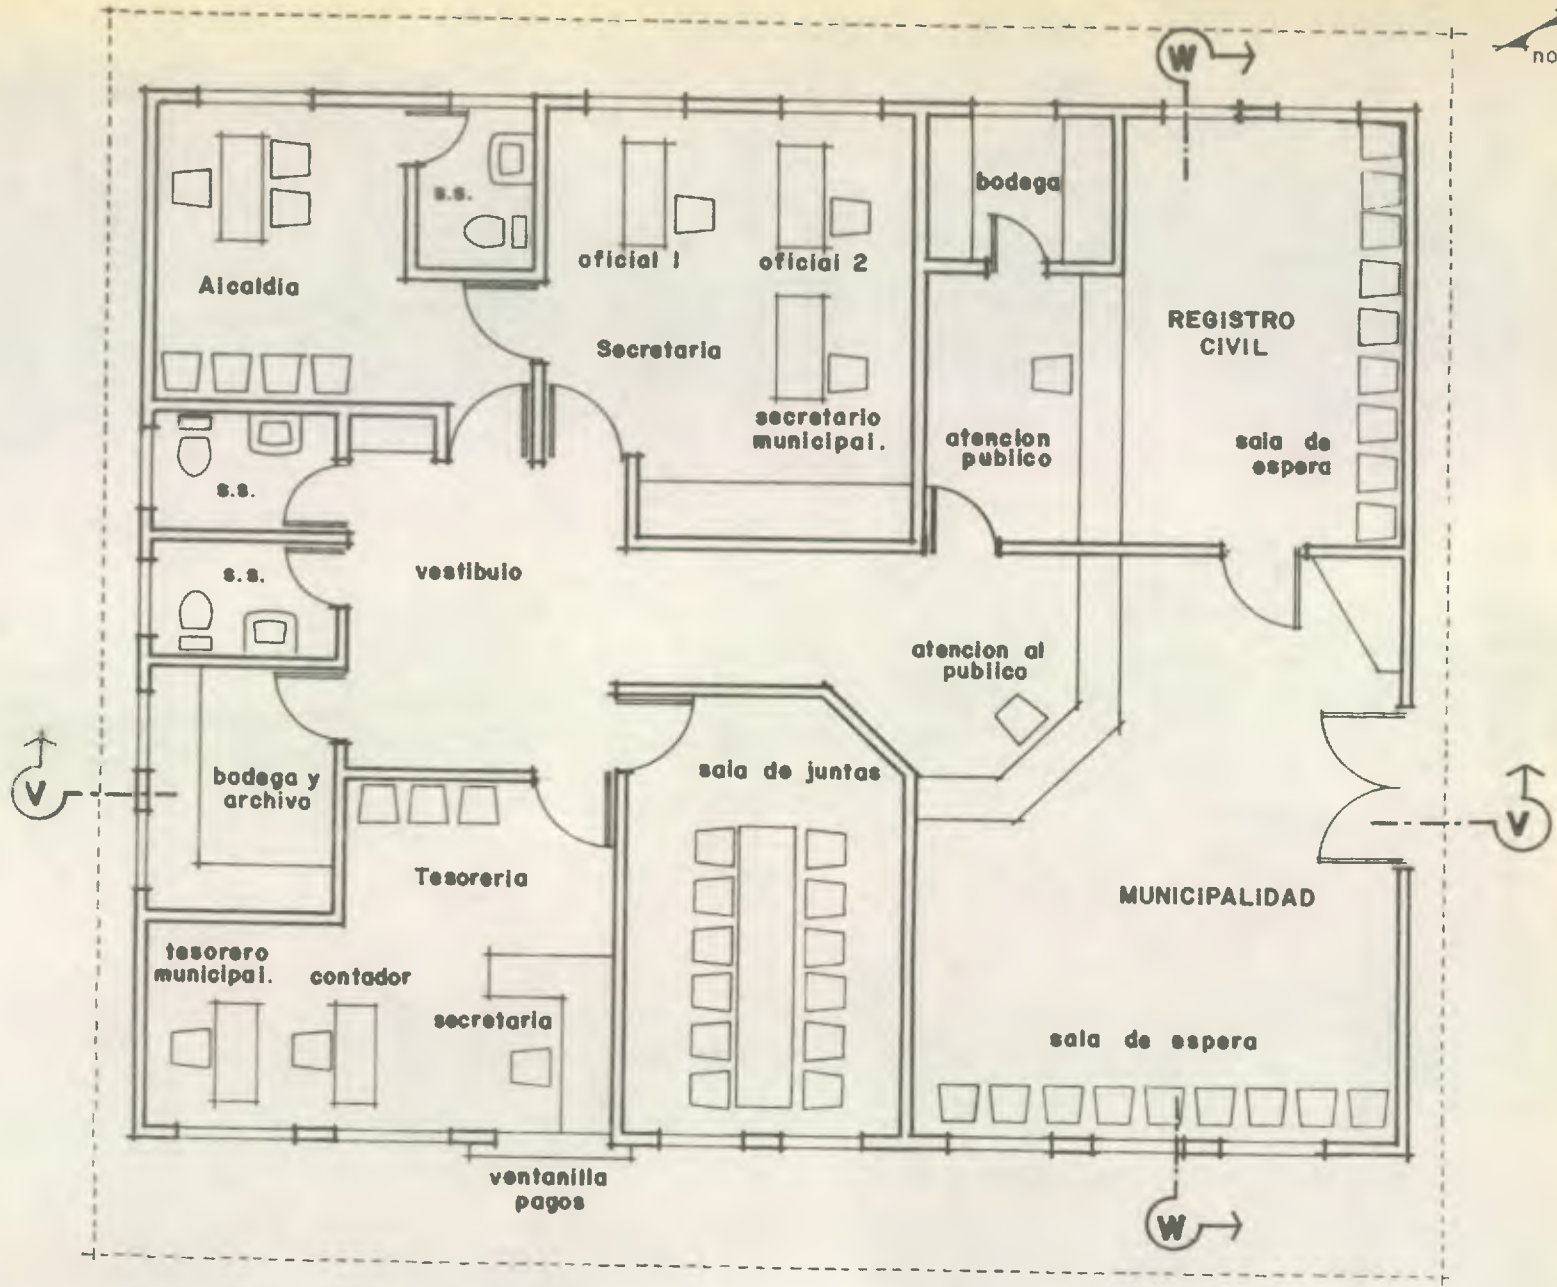 W
no
s.s.
bodega
oficial 1
oficial 2
Alcaldia
REGISTRO
CIVIL
Secretaria
secretario
municipal.
atencion
publico
sala de
espera
s.s.
s.s.
vestibulo
atencion al
publico
sala de juntas
bodega y
archivo
V
V
Tesoreria
MUNICIPALIDAD
tesorero
municipal.
contador
secretaria
sala de espera
ventanilla
pagos
W